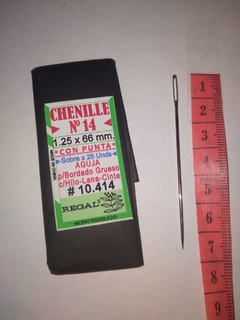 CHENILLE
Nº 14
1.25 x 66 mm.
*CON PUNTA*
Sobre x 25 Unds
AGUJA
p/Bordado Grueso
c/Hilo-Lana-Cinta
# 10.414
REGAL
1
2
3
4
5
6
7
8
9